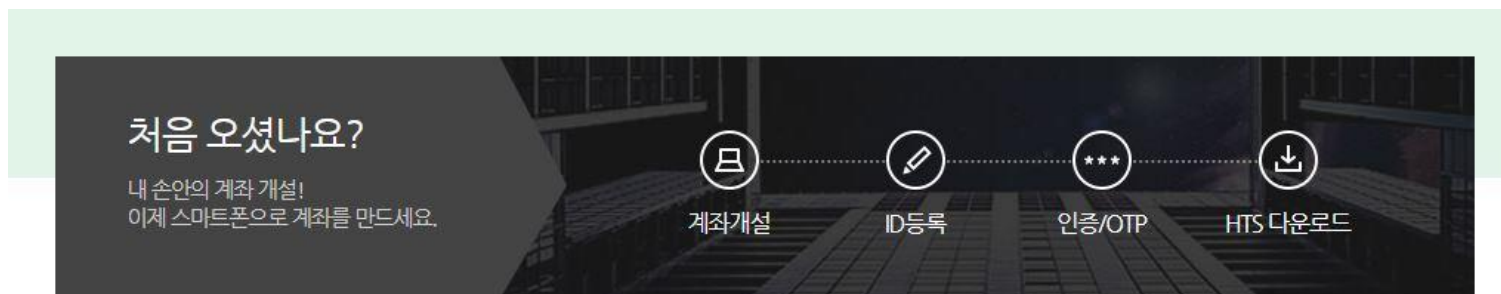 처음 오셨나요?
내 손안의 계좌 개설!
이제 스마트폰으로 계좌를 만드세요.
계좌개설
ID등록
인증/OTP
HTS 다운로드